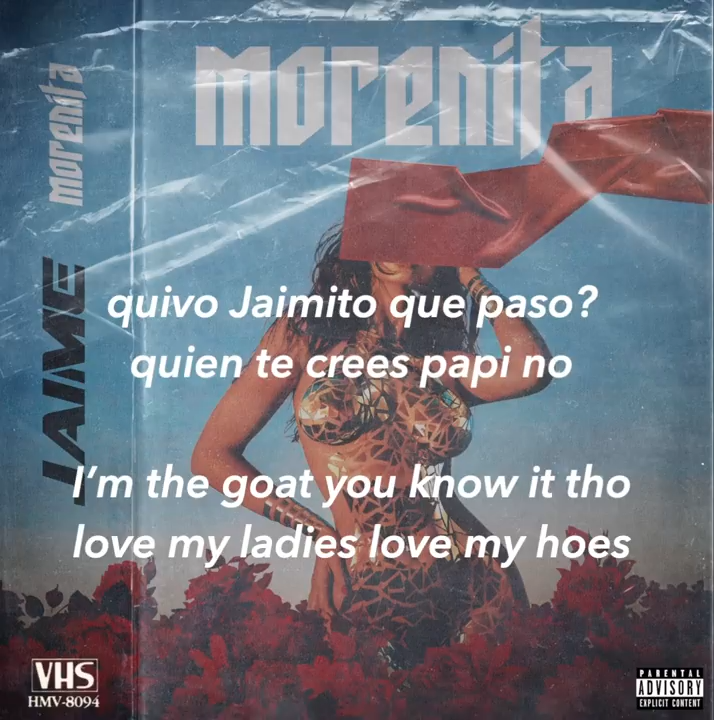 morenita
morenita
JAIME
quivo Jaimito que paso?
quien te crees papi no
I’m the goat you know it tho
love my ladies love my hoes
VHS
HMV-8094
PARENTAL
ADVISORY
EXPLICIT CONTENT